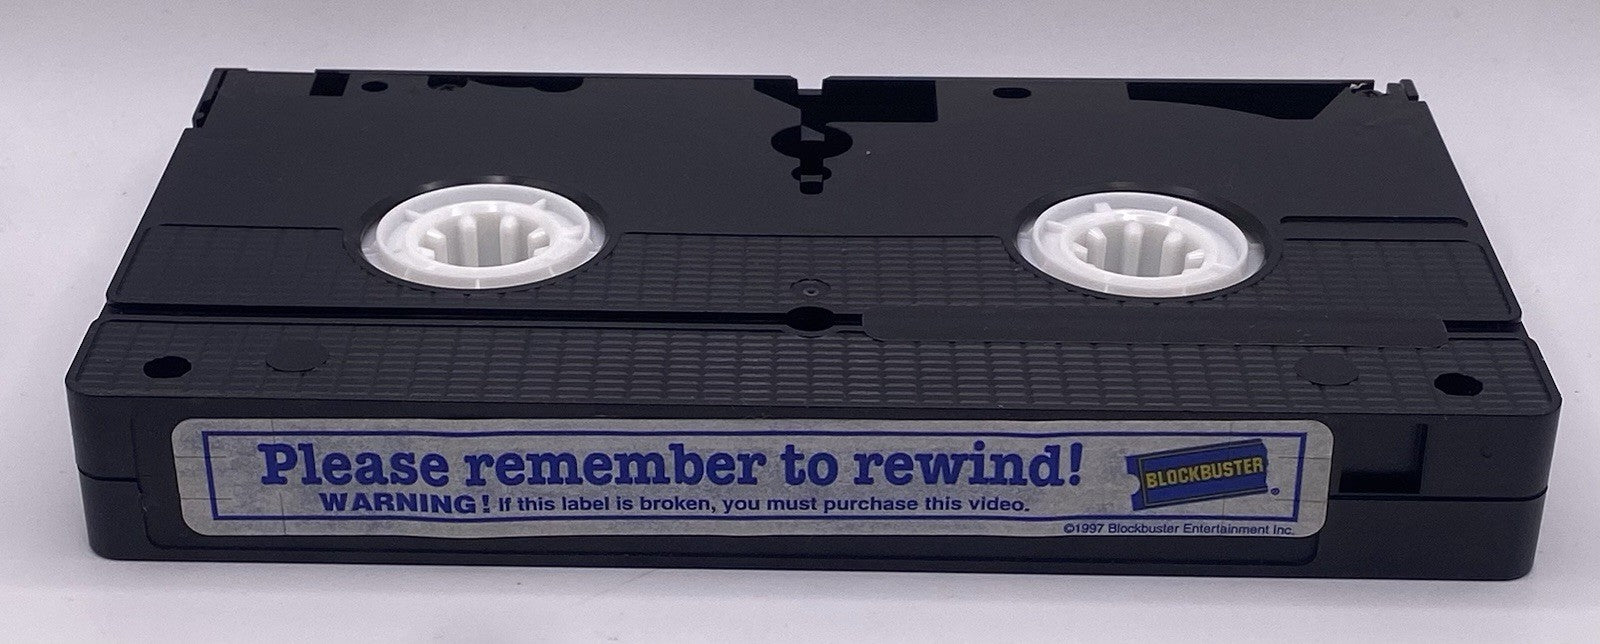 Please remember to rewind!
WARNING! If this label is broken, you must purchase this video.
BLOCKBUSTER®
©1997 Blockbuster Entertainment Inc.